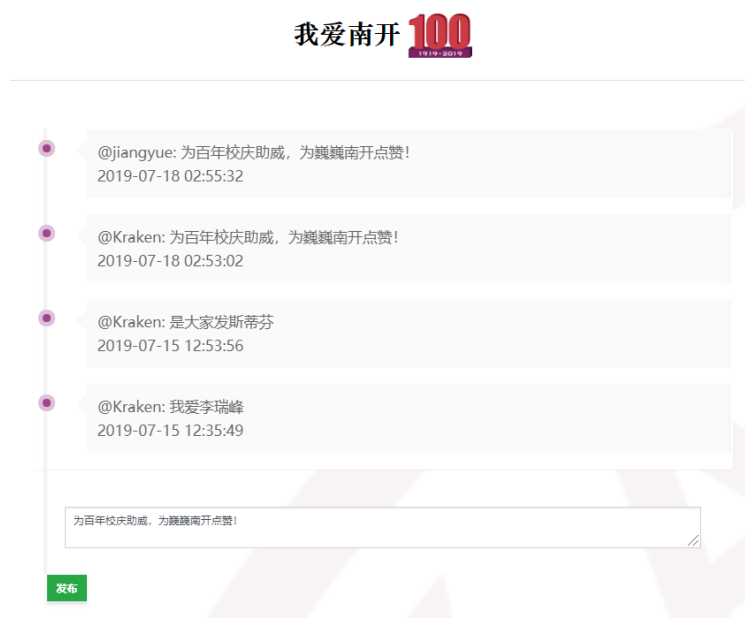 我爱南开 100
1919-2019
@jiangyue: 为百年校庆助威，为巍巍南开点赞！
2019-07-18 02:55:32
@Kraken: 为百年校庆助威，为巍巍南开点赞！
2019-07-18 02:53:02
@Kraken: 是大家发斯蒂芬
2019-07-15 12:53:56
@Kraken: 我爱李瑞峰
2019-07-15 12:35:49
为百年校庆助威，为巍巍南开点赞！
发布